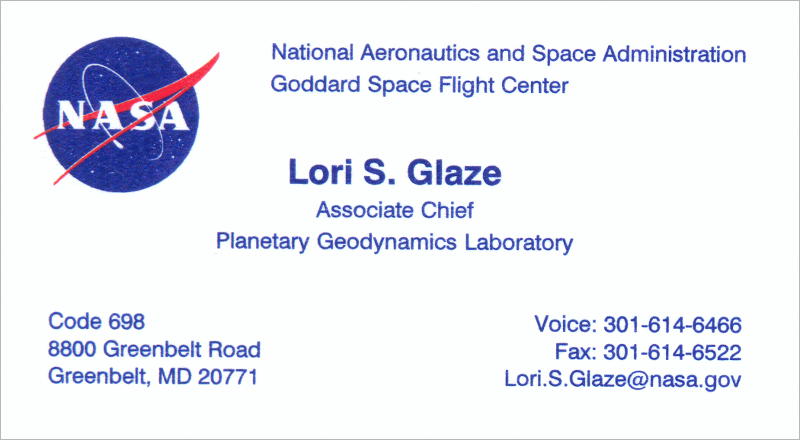 NASA
National Aeronautics and Space Administration
Goddard Space Flight Center
Lori S. Glaze
Associate Chief
Planetary Geodynamics Laboratory
Code 698
8800 Greenbelt Road
Greenbelt, MD 20771
Voice: 301-614-6466
Fax: 301-614-6522
Lori.S.Glaze@nasa.gov